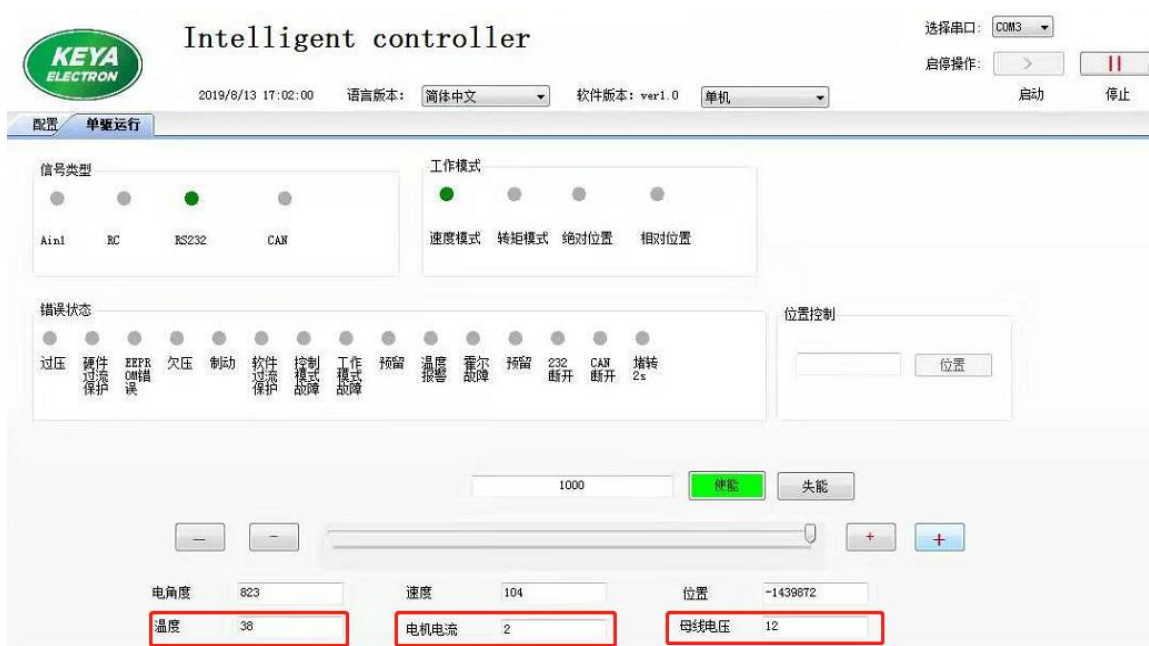 KEYA
ELECTRON
Intelligent controller
选择串口: COM3
启停操作: >
启动 停止
2019/8/13 17:02:00 语言版本: 简体中文 软件版本: ver1.0 单机
配置 单驱运行
信号类型
Ain1 RC RS232 CAN
工作模式
速度模式 转矩模式 绝对位置 相对位置
错误状态
过压 硬件过流保护 EEPROM错误 欠压 制动 软件过流保护 控制模式故障 工作模式故障 预留 温度报警 霍尔故障 预留 232断开 CAN断开 堵转2s
位置控制
位置
1000 使能 失能
— - + +
电角度 823 速度 104 位置 -1439872
温度 38 电机电流 2 母线电压 12